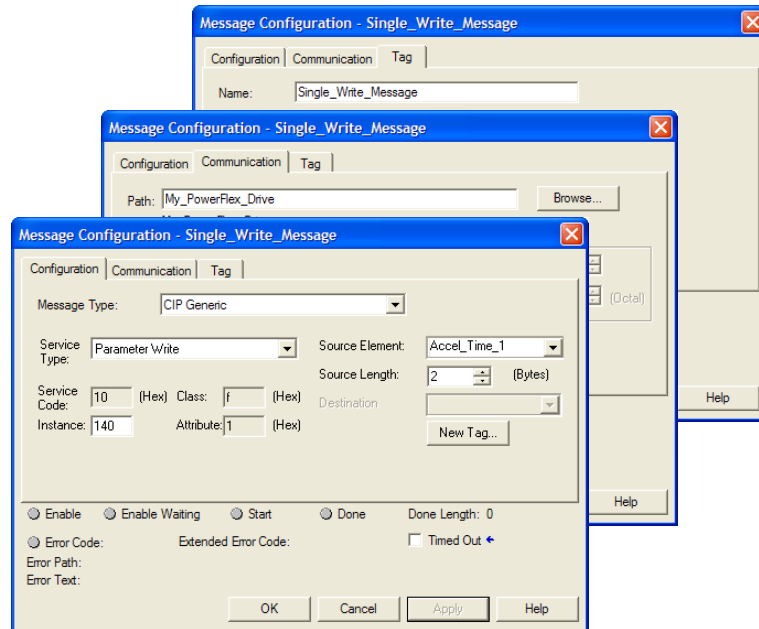 Message Configuration - Single_Write_Message
Configuration Communication Tag
Name: Single_Write_Message
Help
Message Configuration - Single_Write_Message
Configuration Communication Tag
Path: My_PowerFlex_Drive Browse...
(Octal)
Help
Message Configuration - Single_Write_Message
Configuration Communication Tag
Message Type: CIP Generic
Service Type: Parameter Write Source Element: Accel_Time_1
Source Length: 2 (Bytes)
Service Code: 10 (Hex) Class: f (Hex) Destination
Instance: 140 Attribute: 1 (Hex) New Tag...
Enable Enable Waiting Start Done Done Length: 0
Error Code: Extended Error Code: Timed Out
Error Path:
Error Text:
OK Cancel Apply Help